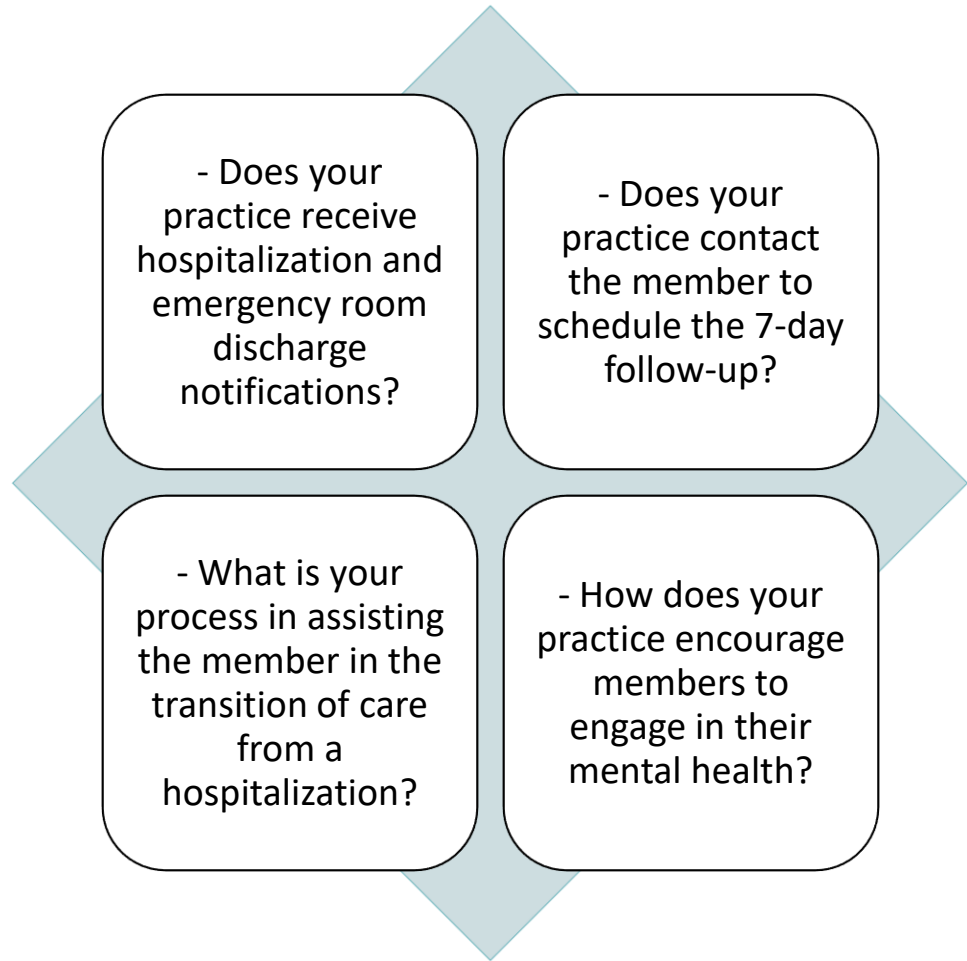 - Does your
practice receive
hospitalization and
emergency room
discharge
notifications?
- Does your
practice contact
the member to
schedule the 7-day
follow-up?
- What is your
process in assisting
the member in the
transition of care
from a
hospitalization?
- How does your
practice encourage
members to
engage in their
mental health?